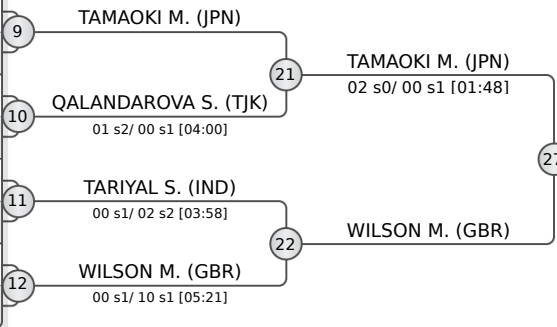 TAMAOKI M. (JPN)
9
TAMAOKI M. (JPN)
21
02 s0/ 00 s1 [01:48]
QALANDAROVA S. (TJK)
10
01 s2/ 00 s1 [04:00]
27
TARIYAL S. (IND)
11
00 s1/ 02 s2 [03:58]
WILSON M. (GBR)
22
WILSON M. (GBR)
12
00 s1/ 10 s1 [05:21]